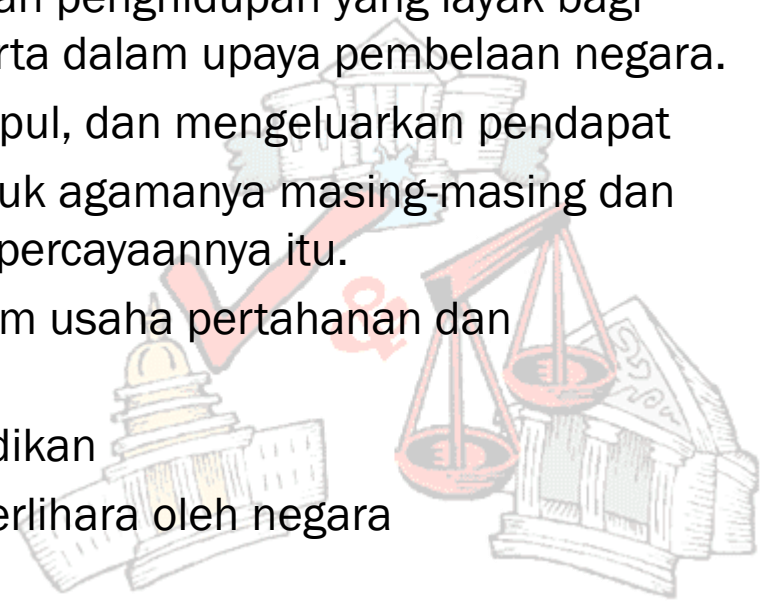 an penghidupan yang layak bagi
rta dalam upaya pembelaan negara.
pul, dan mengeluarkan pendapat
uk agamanya masing-masing dan
percayaannya itu.
&
m usaha pertahanan dan
dikan
erlihara oleh negara